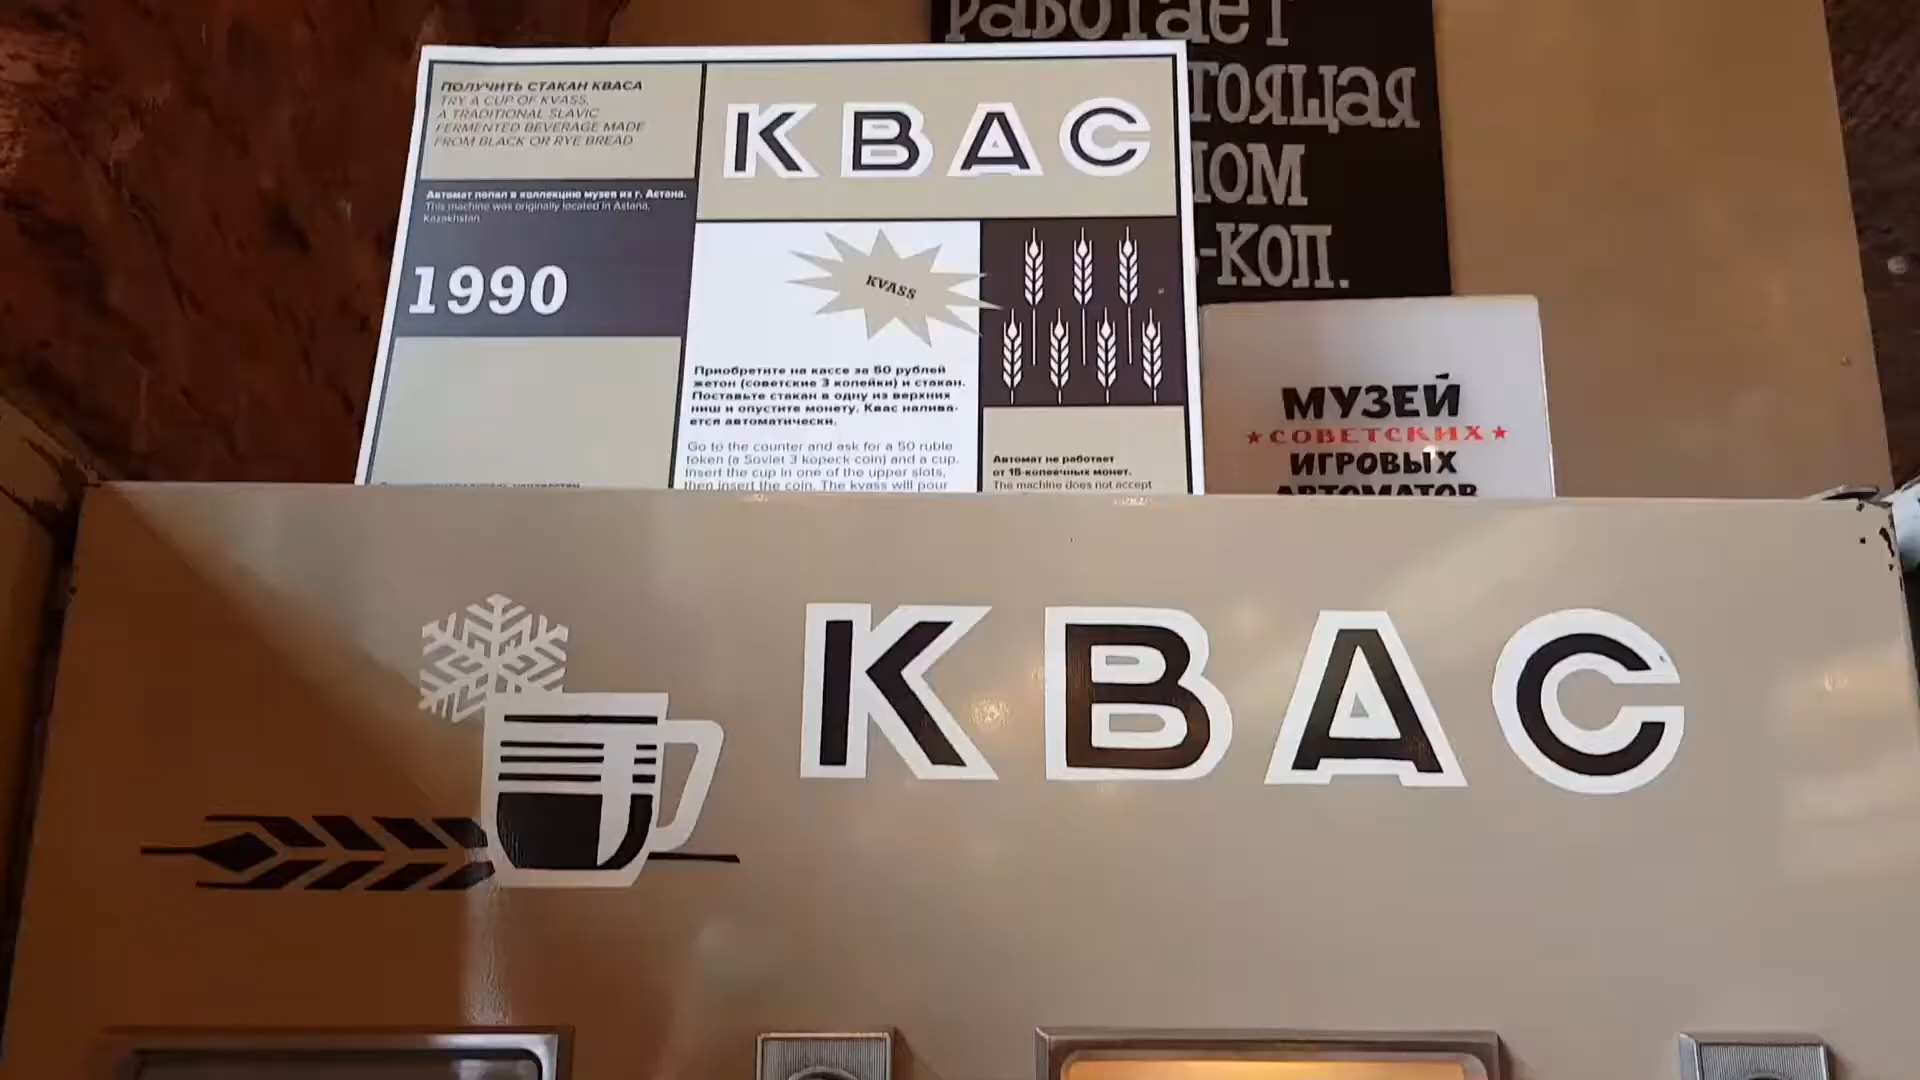 Работает
ТОЯЩАЯ
-КОП.
ПОЛУЧИТЬ СТАКАН КВАСА
TRY A CUP OF KVASS,
A TRADITIONAL SLAVIC
FERMENTED BEVERAGE MADE
FROM BLACK OR RYE BREAD
КВАС
Автомат попал в коллекцию музея из г. Астана.
This machine was originally located in Astana,
Kazakhstan
1990
KVASS
Приобретите на кассе за 50 рублей
жетон (советские 3 копейки) и стакан.
Поставьте стакан в одну из верхних
ниш и опустите монету. Квас налива-
ется автоматически.
Go to the counter and ask for a 50 ruble
token (a Soviet 3 kopeck coin) and a cup.
Insert the cup in one of the upper slots,
then insert the coin. The kvass will pour
Автомат не работает
от 15-копеечных монет.
The machine does not accept
МУЗЕЙ
★СОВЕТСКИХ★
ИГРОВЫХ
АВТОМАТОВ
КВАС